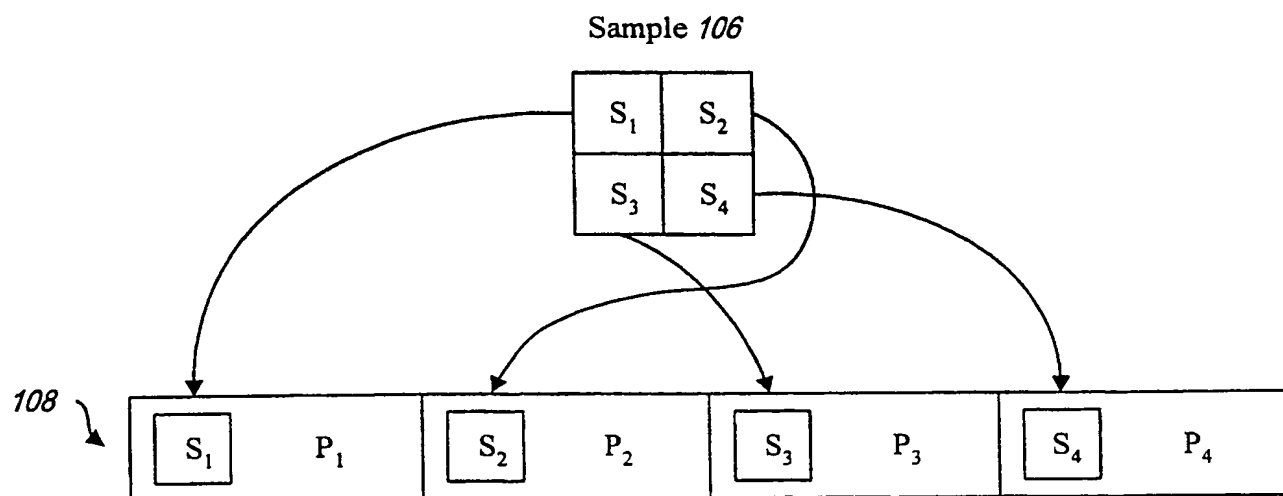 Sample 106
S₁ S₂
S₃ S₄
108
S₁ P₁ S₂ P₂ S₃ P₃ S₄ P₄